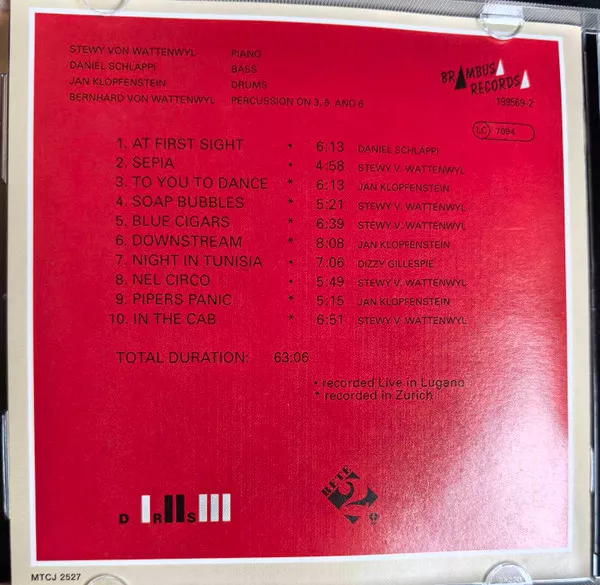 STEWY VON WATTENWYL PIANO
DANIEL SCHLÄPPI BASS
JAN KLOPFENSTEIN DRUMS
BERNHARD VON WATTENWYL PERCUSSION ON 3, 5, AND 6
BRAMBUS
RECORDS
199569-2
LC 7094
1. AT FIRST SIGHT • 6:13 DANIEL SCHLÄPPI
2. SEPIA • 4:58 STEWY V. WATTENWYL
3. TO YOU TO DANCE * 6:13 JAN KLOPFENSTEIN
4. SOAP BUBBLES * 5:21 STEWY V. WATTENWYL
5. BLUE CIGARS * 6:39 STEWY V. WATTENWYL
6. DOWNSTREAM * 8:08 JAN KLOPFENSTEIN
7. NIGHT IN TUNISIA • 7:06 DIZZY GILLESPIE
8. NEL CIRCO • 5:49 STEWY V. WATTENWYL
9. PIPERS PANIC * 5:15 JAN KLOPFENSTEIN
10. IN THE CAB * 6:51 STEWY V. WATTENWYL
TOTAL DURATION: 63:06
• recorded Live in Lugano
* recorded in Zurich
D R S
RETE
2
MTCJ 2527